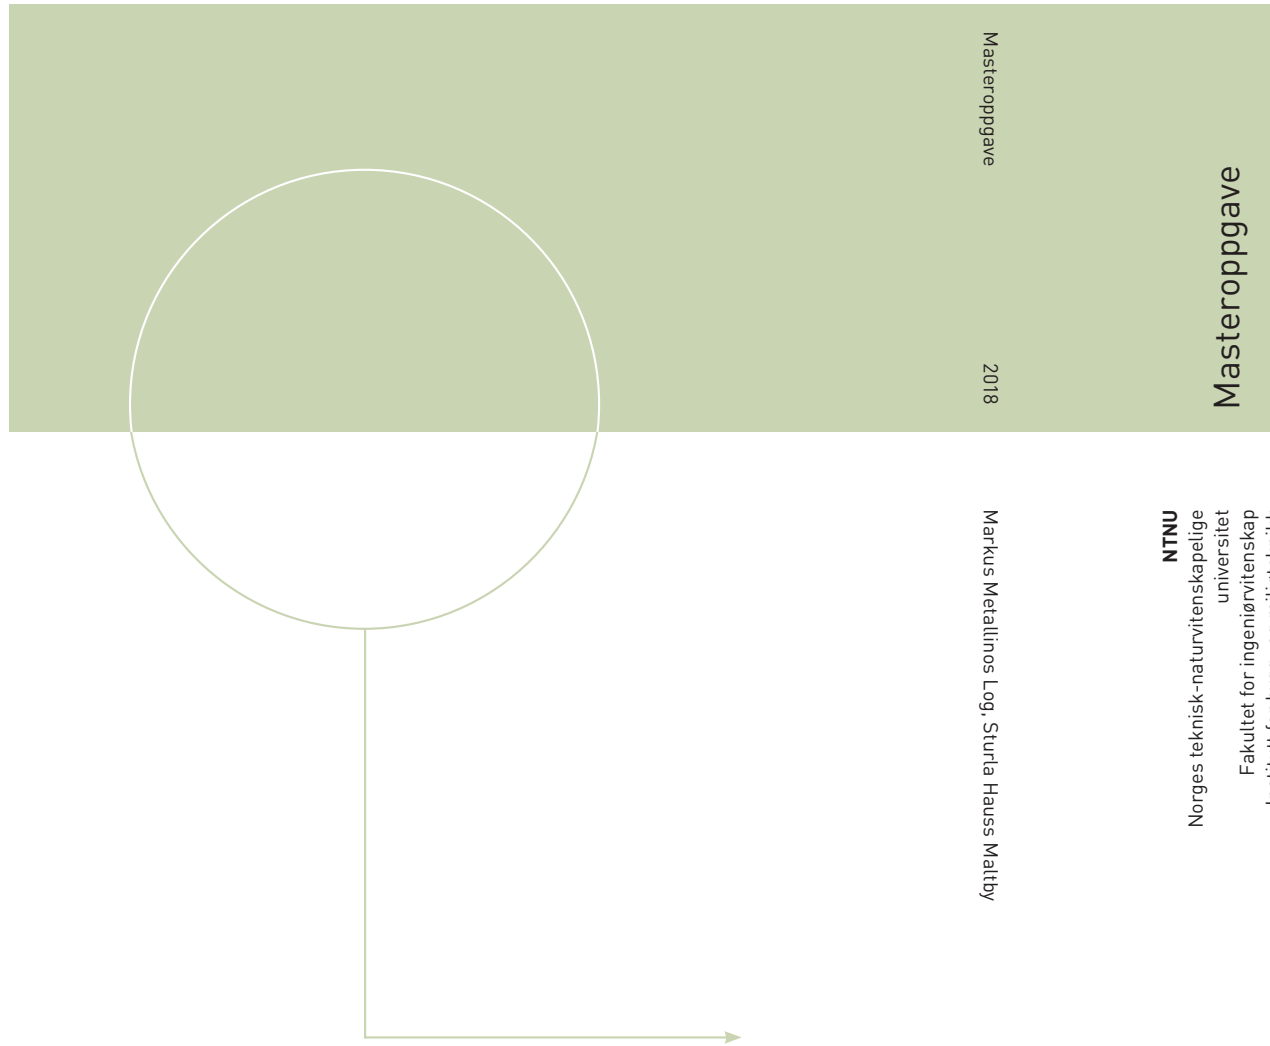 Masteroppgave
2018
Markus Metallinos Log, Sturla Hauss Maltby
Masteroppgave
NTNU
Norges teknisk-naturvitenskapelige
universitet
Fakultet for ingeniørvitenskap